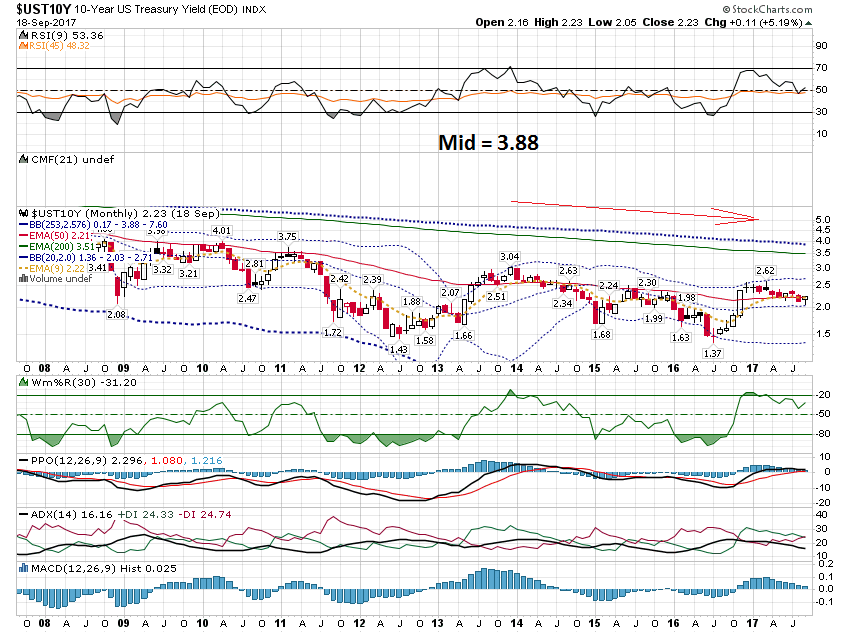 $UST10Y 10-Year US Treasury Yield (EOD) INDX
© StockCharts.com
18-Sep-2017
Open 2.16 High 2.23 Low 2.05 Close 2.23 Chg +0.11 (+5.19%)
RSI(9) 53.36
RSI(45) 48.32
90
70
50
30
10
Mid = 3.88
CMF(21) undef
$UST10Y (Monthly) 2.23 (18 Sep)
BB(253,2.576) 0.17 - 3.88 - 7.60
EMA(50) 2.21
EMA(200) 3.51
BB(20,2.0) 1.36 - 2.03 - 2.71
EMA(9) 2.22
Volume undef
3.41
2.08
3.32
3.21
4.01
2.47
2.81
3.75
1.72
2.39
1.43
1.88
1.58
2.07
1.66
2.51
3.04
2.63
2.34
2.24
1.68
2.30
1.99
1.98
1.63
1.37
2.62
5.0
4.5
4.0
3.5
3.0
2.5
2.0
1.5
O 08 A J O 09 A J O 10 A J O 11 A J O 12 A J O 13 A J O 14 A J O 15 A J O 16 A J O 17 A J
Wm%R(30) -31.20
-20
-50
-80
PPO(12,26,9) 2.296, 1.080, 1.216
10
0
-10
-20
ADX(14) 16.16 +DI 24.33 -DI 24.74
40
30
20
10
MACD(12,26,9) Hist 0.025
0.2
0.1
0.0
-0.1
O 08 A J O 09 A J O 10 A J O 11 A J O 12 A J O 13 A J O 14 A J O 15 A J O 16 A J O 17 A J